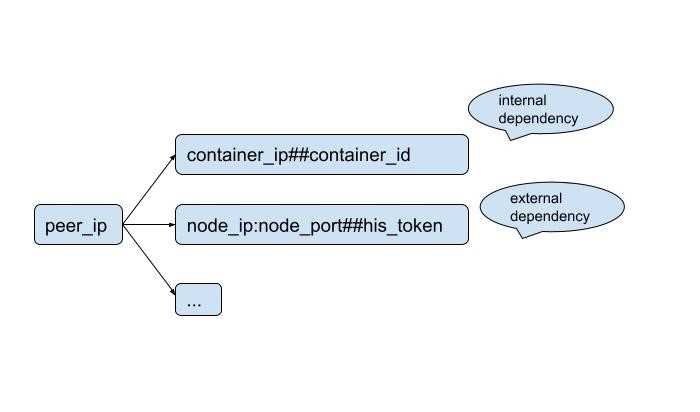 internal
dependency
container_ip##container_id
external
dependency
peer_ip
node_ip:node_port##his_token
...